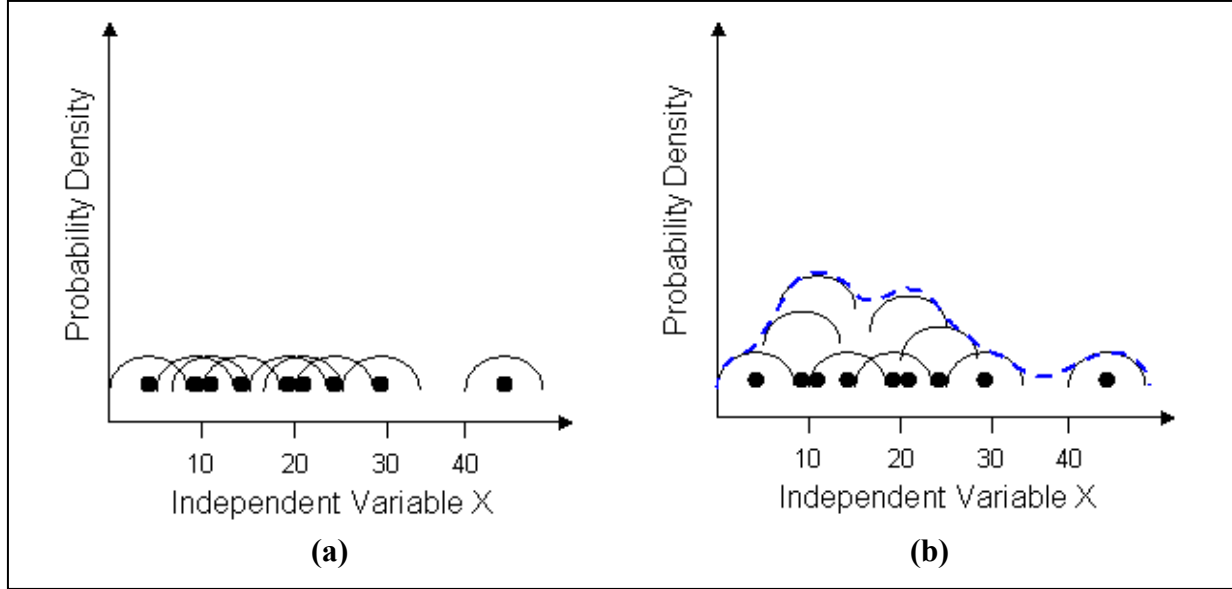 Probability Density
10 20 30 40
Independent Variable X
(a)
Probability Density
10 20 30 40
Independent Variable X
(b)